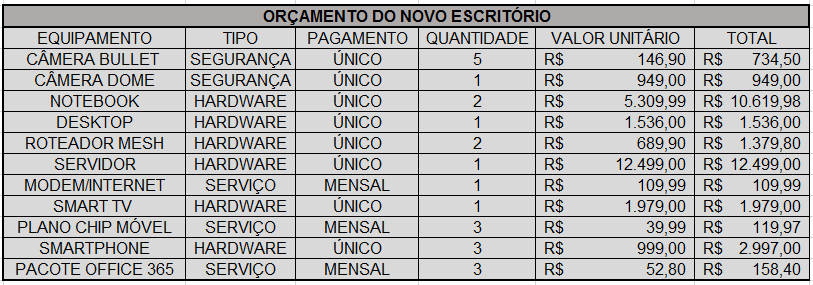 ORÇAMENTO DO NOVO ESCRITÓRIO
EQUIPAMENTO TIPO PAGAMENTO QUANTIDADE VALOR UNITÁRIO TOTAL
CÂMERA BULLET SEGURANÇA ÚNICO 5 R$ 146,90 R$ 734,50
CÂMERA DOME SEGURANÇA ÚNICO 1 R$ 949,00 R$ 949,00
NOTEBOOK HARDWARE ÚNICO 2 R$ 5.309,99 R$ 10.619,98
DESKTOP HARDWARE ÚNICO 1 R$ 1.536,00 R$ 1.536,00
ROTEADOR MESH HARDWARE ÚNICO 2 R$ 689,90 R$ 1.379,80
SERVIDOR HARDWARE ÚNICO 1 R$ 12.499,00 R$ 12.499,00
MODEM/INTERNET SERVIÇO MENSAL 1 R$ 109,99 R$ 109,99
SMART TV HARDWARE ÚNICO 1 R$ 1.979,00 R$ 1.979,00
PLANO CHIP MÓVEL SERVIÇO MENSAL 3 R$ 39,99 R$ 119,97
SMARTPHONE HARDWARE ÚNICO 3 R$ 999,00 R$ 2.997,00
PACOTE OFFICE 365 SERVIÇO MENSAL 3 R$ 52,80 R$ 158,40